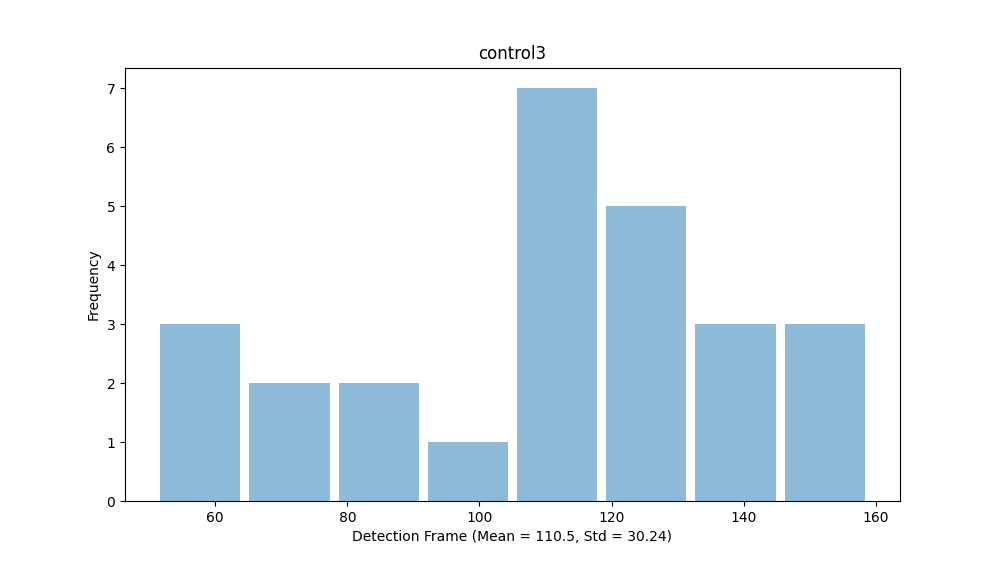 control3
7
6
5
4
3
2
1
0
Frequency
60 80 100 120 140 160
Detection Frame (Mean = 110.5, Std = 30.24)